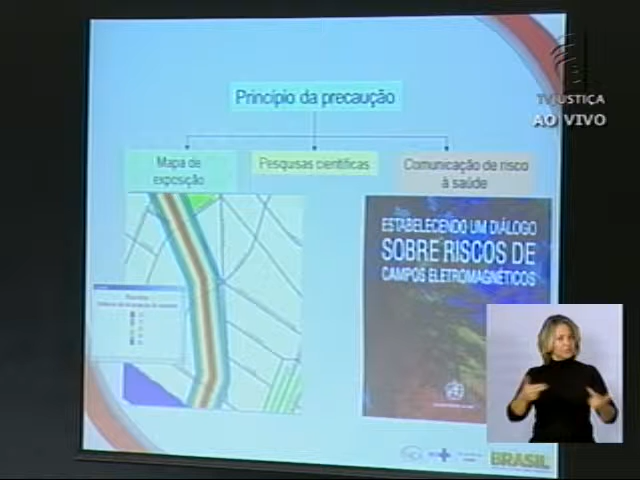 TV JUSTIÇA
AO VIVO
Princípio da precaução
Mapa de
exposição
Pesquisas científicas
Comunicação de risco
à saúde
ESTABELECENDO UM DIÁLOGO
SOBRE RISCOS DE
CAMPOS ELETROMAGNÉTICOS
BRASIL